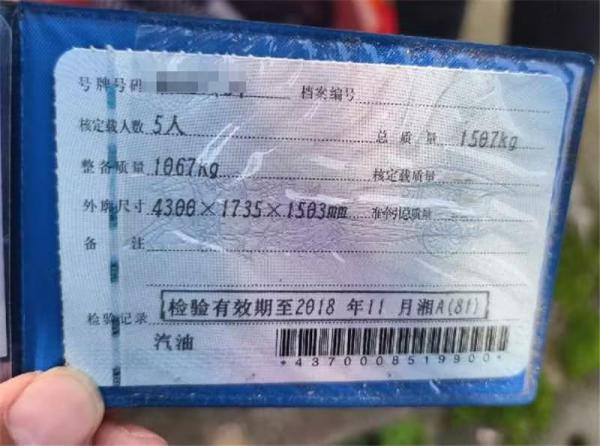 号牌号码 档案编号
核定载人数 5人 总质量 1507kg
整备质量 1067kg 核定载质量
外廓尺寸 4300×1735×1503mm 准牵引总质量
备注
检验记录 检验有效期至2018 年11 月湘A(81)
汽油
*4370008519900*